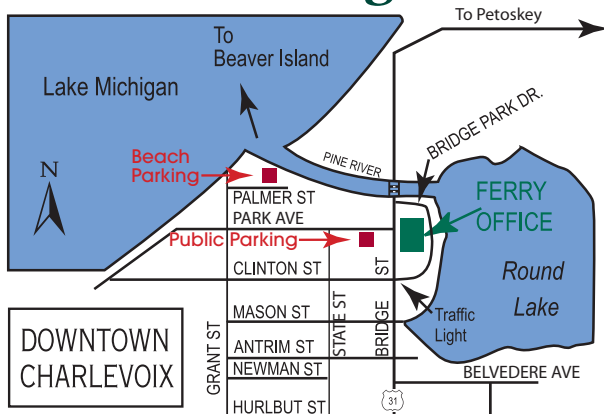 To Petoskey
To
Beaver Island
Lake Michigan
BRIDGE PARK DR.
N
Beach
Parking
PINE RIVER
PALMER ST
PARK AVE
FERRY
OFFICE
Public Parking
CLINTON ST
Round
Lake
GRANT ST
STATE ST
BRIDGE ST
MASON ST
Traffic
Light
DOWNTOWN
CHARLEVOIX
ANTRIM ST
NEWMAN ST
BELVEDERE AVE
31
HURLBUT ST